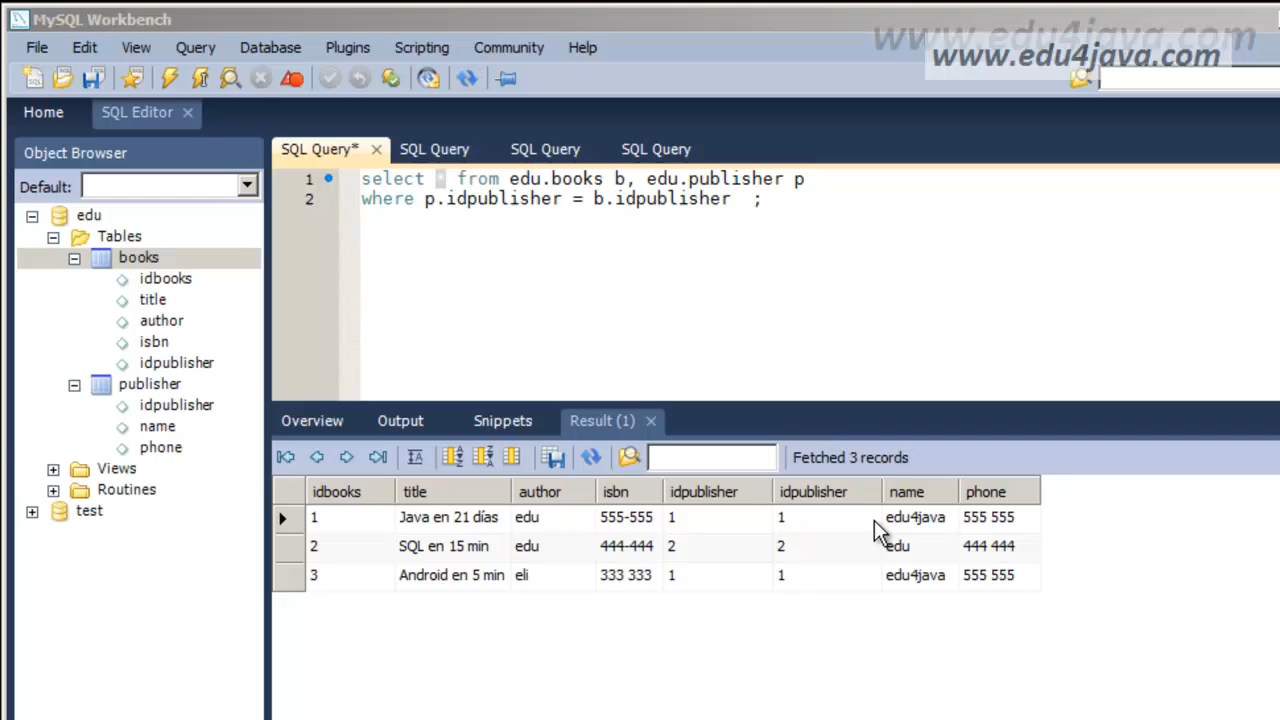 MySQL Workbench
www.edu4java.com
www.edu4java.com
File Edit View Query Database Plugins Scripting Community Help
Home SQL Editor
Object Browser
SQL Query* SQL Query SQL Query SQL Query
Default:
edu
Tables
books
idbooks
title
author
isbn
idpublisher
publisher
idpublisher
name
phone
Views
Routines
test
1 select * from edu.books b, edu.publisher p
2 where p.idpublisher = b.idpublisher ;
Overview Output Snippets Result (1)
Fetched 3 records
idbooks title author isbn idpublisher idpublisher name phone
1 Java en 21 días edu 555-555 1 1 edu4java 555 555
2 SQL en 15 min edu 444-444 2 2 edu 444 444
3 Android en 5 min eli 333 333 1 1 edu4java 555 555